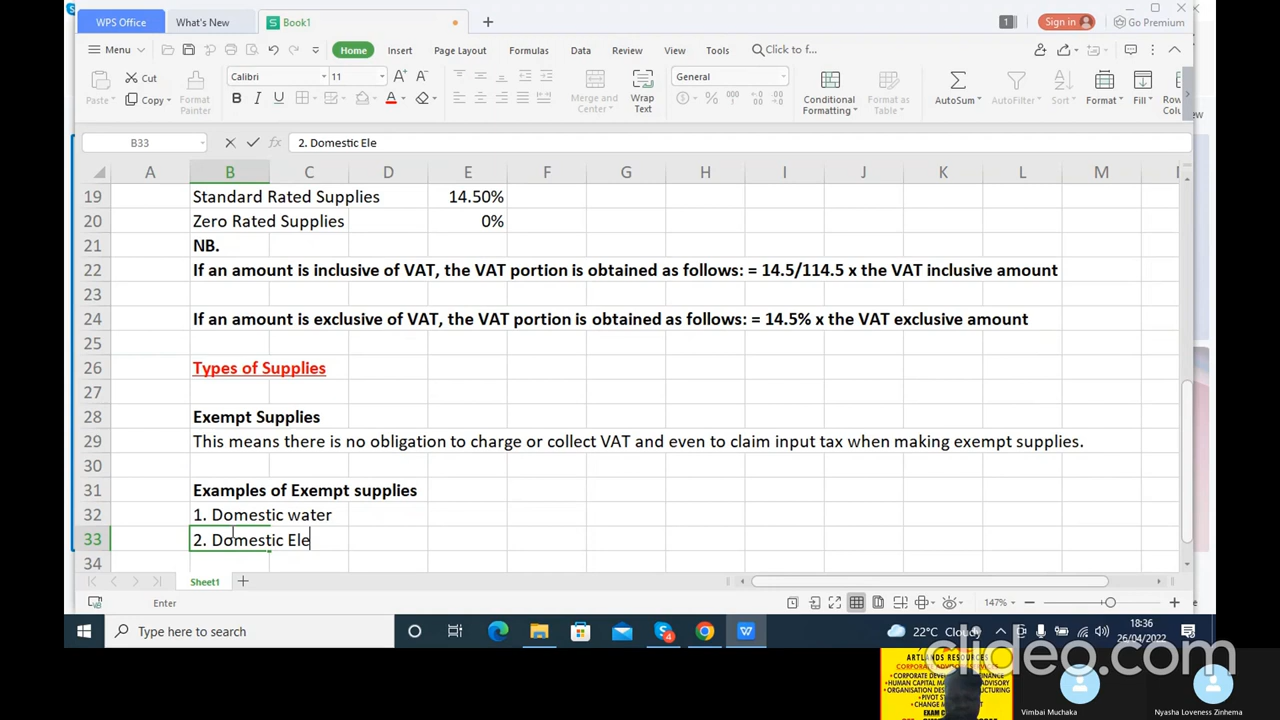 WPS Office What's New Book1 1 Sign in Go Premium
Menu Home Insert Page Layout Formulas Data Review View Tools Click to f...
Paste Cut Copy Format Painter Calibri 11 Merge and Center Wrap Text General Conditional Formatting Format as Table AutoSum AutoFilter Sort Format Fill
B33 2. Domestic Ele
A B C D E F G H I J K L M
19 Standard Rated Supplies 14.50%
20 Zero Rated Supplies 0%
21 NB.
22 If an amount is inclusive of VAT, the VAT portion is obtained as follows: = 14.5/114.5 x the VAT inclusive amount
23
24 If an amount is exclusive of VAT, the VAT portion is obtained as follows: = 14.5% x the VAT exclusive amount
25
26 Types of Supplies
27
28 Exempt Supplies
29 This means there is no obligation to charge or collect VAT and even to claim input tax when making exempt supplies.
30
31 Examples of Exempt supplies
32 1. Domestic water
33 2. Domestic Ele
34
Sheet1
Enter 147%
Type here to search 4 22°C Cloudy 18:36
26/04/2022
clideo.com
ARTLANDS RESOURCES
Vimbai Muchaka Nyasha Loveness Zinhema